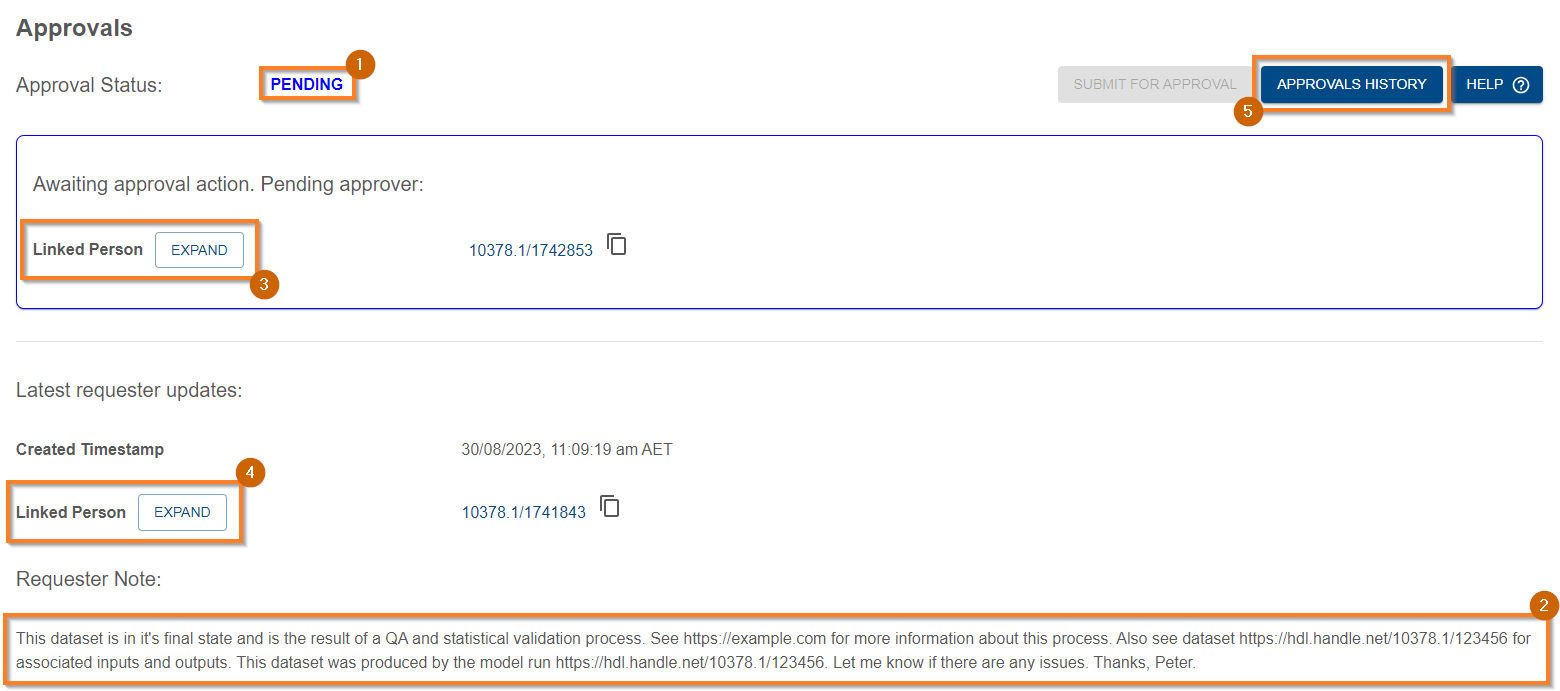 Approvals
1
Approval Status: PENDING SUBMIT FOR APPROVAL APPROVALS HISTORY HELP ?
5
Awaiting approval action. Pending approver:
Linked Person EXPAND 10378.1/1742853
3
Latest requester updates:
Created Timestamp 30/08/2023, 11:09:19 am AET
4
Linked Person EXPAND 10378.1/1741843
Requester Note:
2
This dataset is in it's final state and is the result of a QA and statistical validation process. See https://example.com for more information about this process. Also see dataset https://hdl.handle.net/10378.1/123456 for
associated inputs and outputs. This dataset was produced by the model run https://hdl.handle.net/10378.1/123456. Let me know if there are any issues. Thanks, Peter.